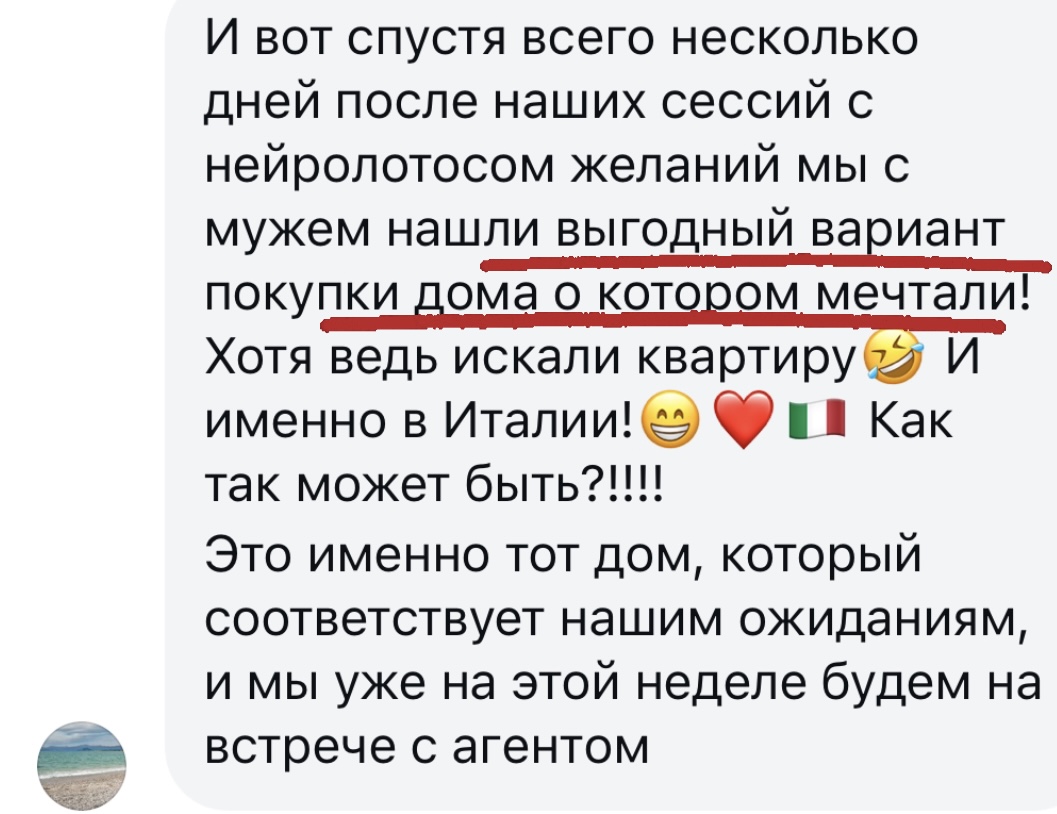 И вот спустя всего несколько
дней после наших сессий с
нейролотосом желаний мы с
мужем нашли выгодный вариант
покупки дома о котором мечтали!
Хотя ведь искали квартиру🤣 И
именно в Италии!😁❤️🇮🇹 Как
так может быть?!!!!
Это именно тот дом, который
соответствует нашим ожиданиям,
и мы уже на этой неделе будем на
встрече с агентом